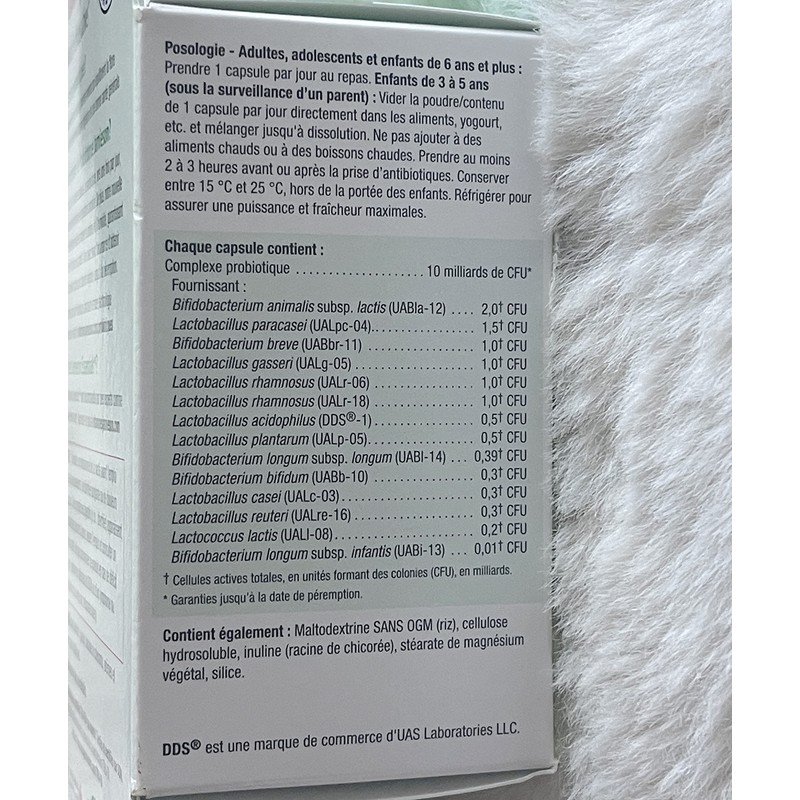 Posologie - Adultes, adolescents et enfants de 6 ans et plus :
Prendre 1 capsule par jour au repas. Enfants de 3 à 5 ans
(sous la surveillance d'un parent) : Vider la poudre/contenu
de 1 capsule par jour directement dans les aliments, yogourt,
etc. et mélanger jusqu'à dissolution. Ne pas ajouter à des
aliments chauds ou à des boissons chaudes. Prendre au moins
2 à 3 heures avant ou après la prise d'antibiotiques. Conserver
entre 15 °C et 25 °C, hors de la portée des enfants. Réfrigérer pour
assurer une puissance et fraîcheur maximales.
Chaque capsule contient :
Complexe probiotique .................... 10 milliards de CFU*
Fournissant :
Bifidobacterium animalis subsp. lactis (UABla-12) .... 2,0† CFU
Lactobacillus paracasei (UALpc-04).................. 1,5† CFU
Bifidobacterium breve (UABbr-11) .................. 1,0† CFU
Lactobacillus gasseri (UALg-05) .................... 1,0† CFU
Lactobacillus rhamnosus (UALr-06) ................. 1,0† CFU
Lactobacillus rhamnosus (UALr-18) ................. 1,0† CFU
Lactobacillus acidophilus (DDS®-1) ................. 0,5† CFU
Lactobacillus plantarum (UALp-05).................. 0,5† CFU
Bifidobacterium longum subsp. longum (UABl-14) ... 0,39† CFU
Bifidobacterium bifidum (UABb-10) ................. 0,3† CFU
Lactobacillus casei (UALc-03)...................... 0,3† CFU
Lactobacillus reuteri (UALre-16) .................... 0,3† CFU
Lactococcus lactis (UALl-08)....................... 0,2† CFU
Bifidobacterium longum subsp. infantis (UABi-13) ... 0,01† CFU
† Cellules actives totales, en unités formant des colonies (CFU), en milliards.
* Garanties jusqu'à la date de péremption.
Contient également : Maltodextrine SANS OGM (riz), cellulose
hydrosoluble, inuline (racine de chicorée), stéarate de magnésium
végétal, silice.
DDS® est une marque de commerce d'UAS Laboratories LLC.